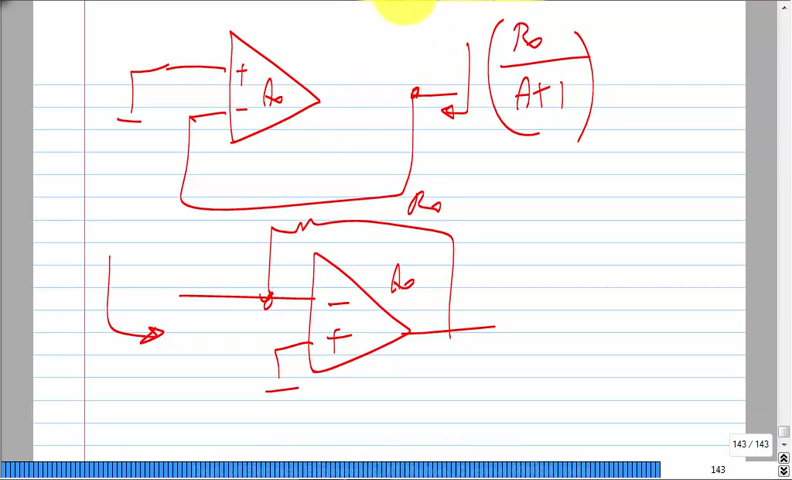 R₀
A+1
+
A₀
−
R₀
A₀
−
+
143 / 143
143